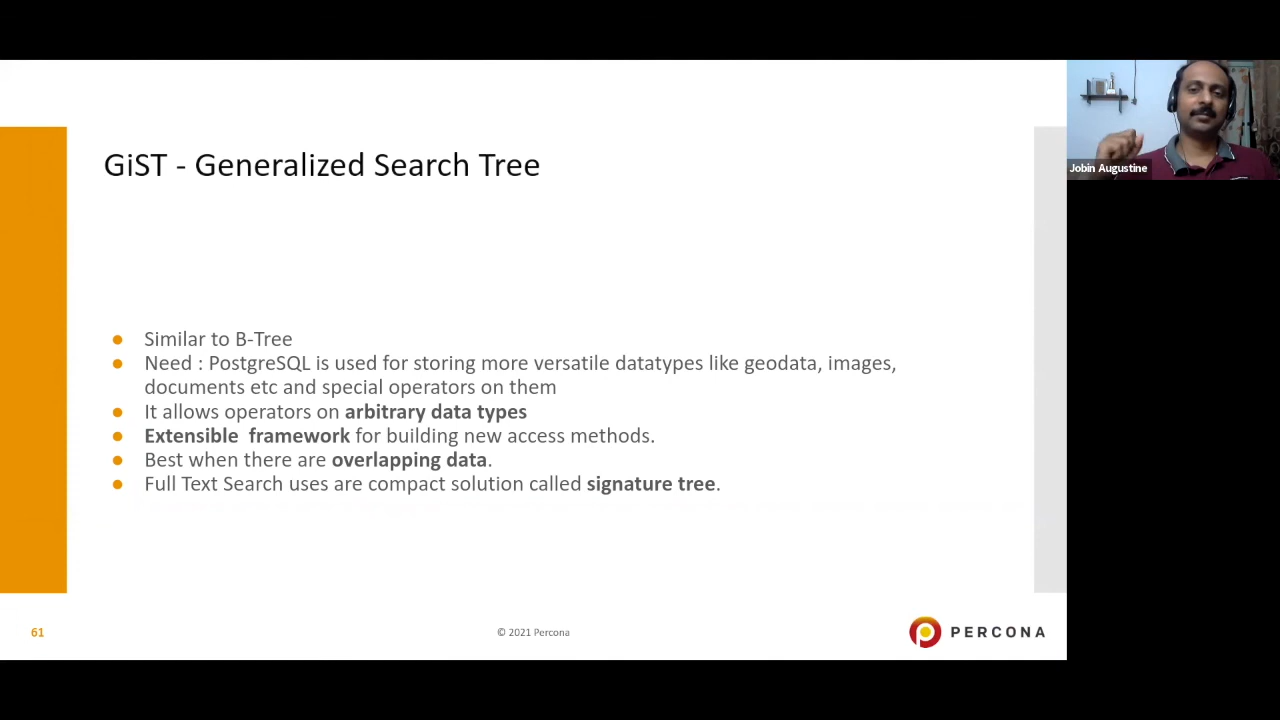 GiST - Generalized Search Tree
Jobin Augustine
● Similar to B-Tree
● Need : PostgreSQL is used for storing more versatile datatypes like geodata, images,
documents etc and special operators on them
● It allows operators on arbitrary data types
● Extensible framework for building new access methods.
● Best when there are overlapping data.
● Full Text Search uses are compact solution called signature tree.
61
© 2021 Percona
PERCONA